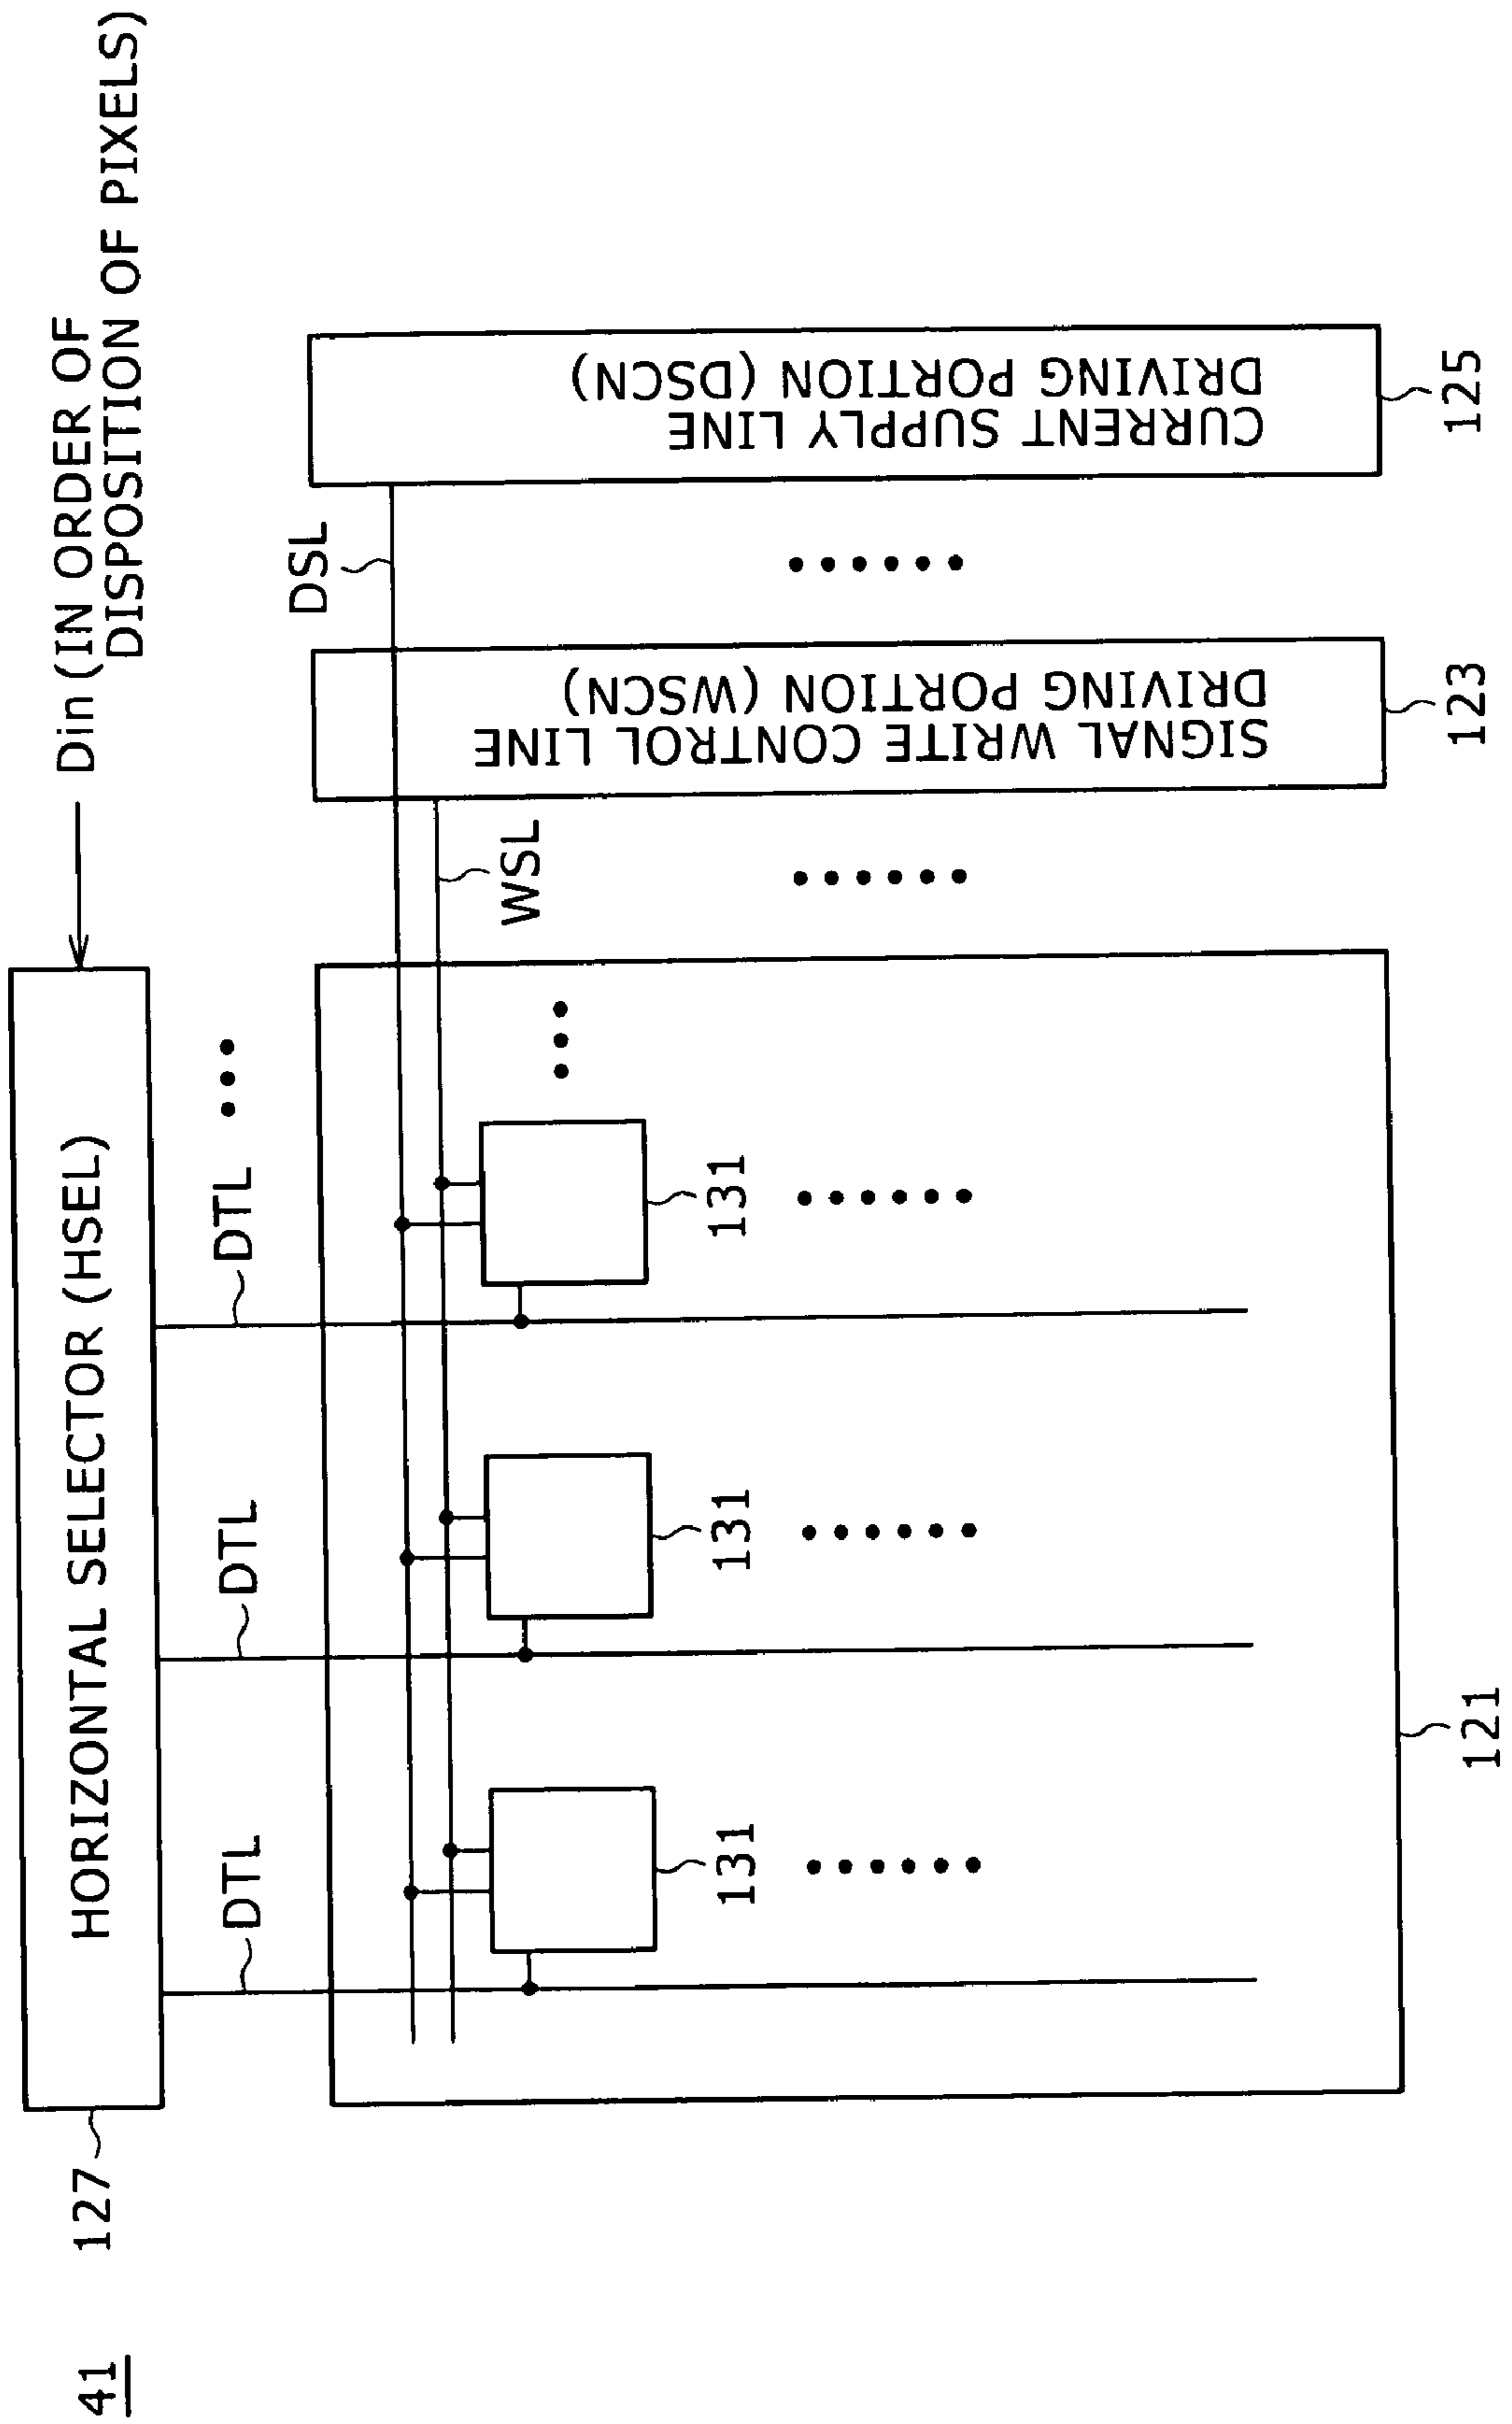 41
127
HORIZONTAL SELECTOR (HSEL)
Din (IN ORDER OF
DISPOSITION OF PIXELS)
DTL
DTL
DTL
DSL
WSL
131
131
131
SIGNAL WRITE CONTROL LINE
DRIVING PORTION (WSCN)
CURRENT SUPPLY LINE
DRIVING PORTION (DSCN)
121
123
125